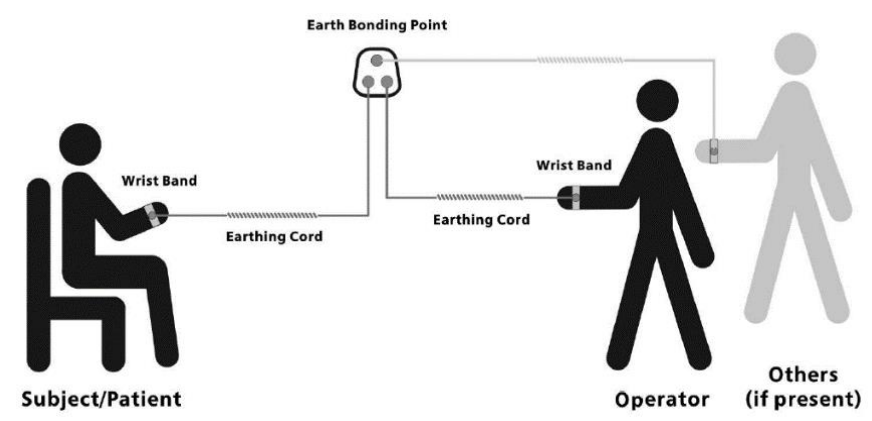 Earth Bonding Point
Wrist Band
Wrist Band
Earthing Cord
Earthing Cord
Subject/Patient
Operator
Others
(if present)